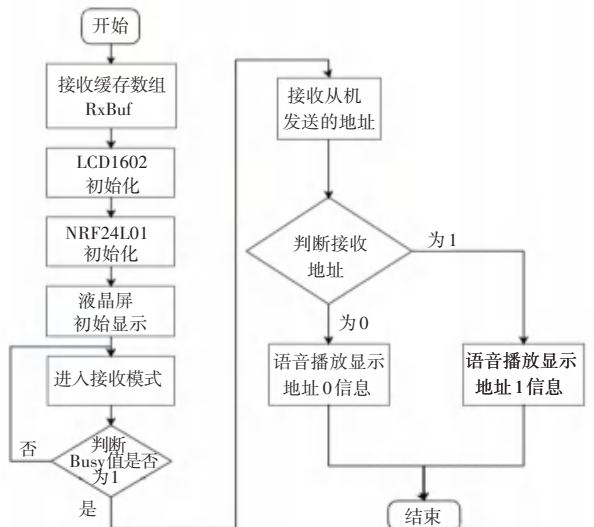 开始
接收缓存数组
RxBuf
LCD1602
初始化
NRF24L01
初始化
液晶屏
初始显示
进入接收模式
否
判断
Busy值是否
为1
是
接收从机
发送的地址
判断接收
地址
为1
为0
语音播放显示
地址0信息
语音播放显示
地址1信息
结束